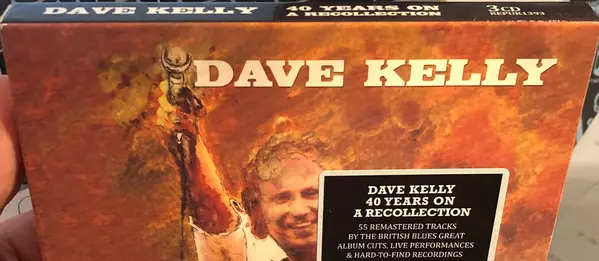 DAVE KELLY
40 YEARS ON
A RECOLLECTION
3CD
REPUK1393
DAVE KELLY
DAVE KELLY
40 YEARS ON
A RECOLLECTION
55 REMASTERED TRACKS
BY THE BRITISH BLUES GREAT
ALBUM CUTS, LIVE PERFORMANCES
& HARD-TO-FIND RECORDINGS